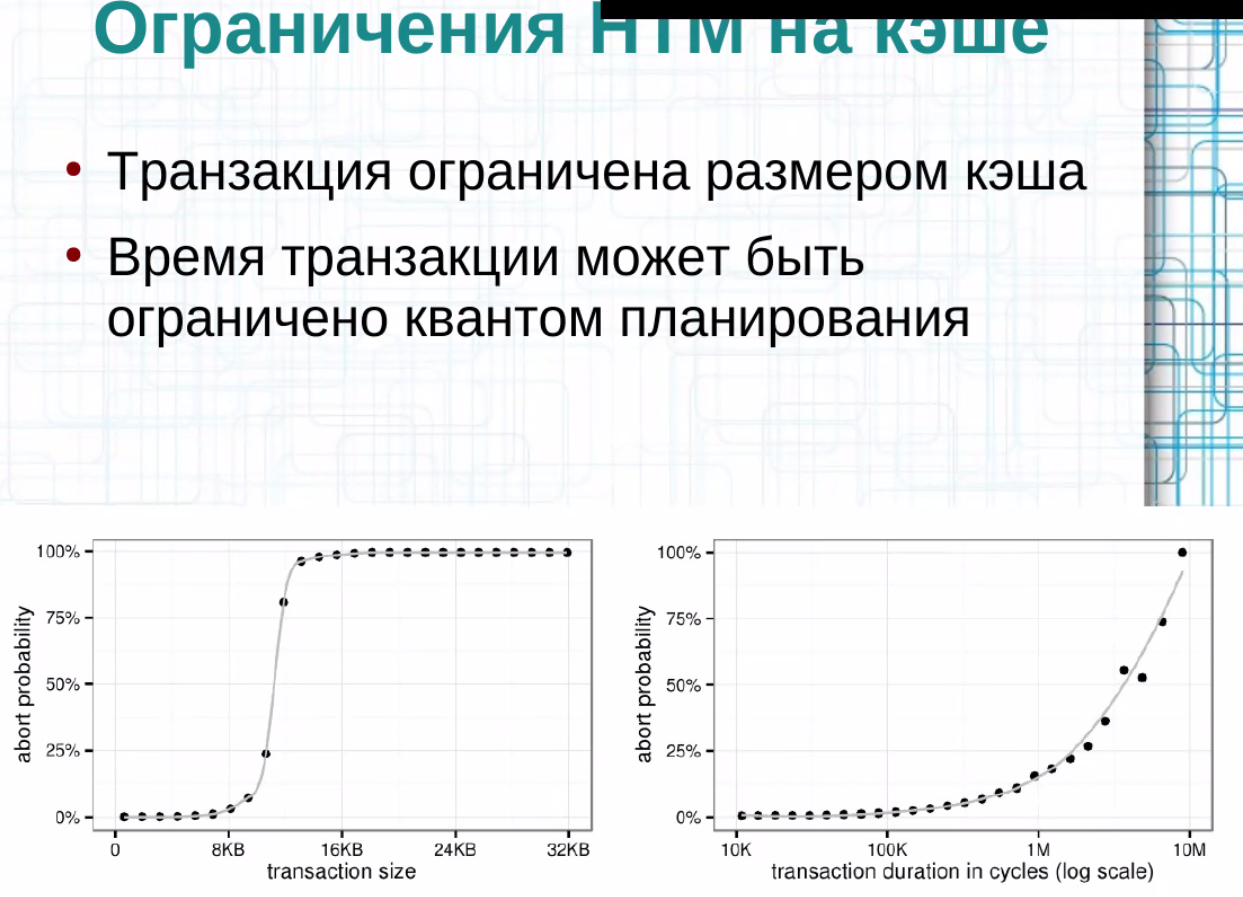 Ограничения HTM на кэше
• Транзакция ограничена размером кэша
• Время транзакции может быть
ограничено квантом планирования
100%
75%
50%
25%
0%
abort probability
0 8KB 16KB 24KB 32KB
transaction size
100%
75%
50%
25%
0%
abort probability
10K 100K 1M 10M
transaction duration in cycles (log scale)